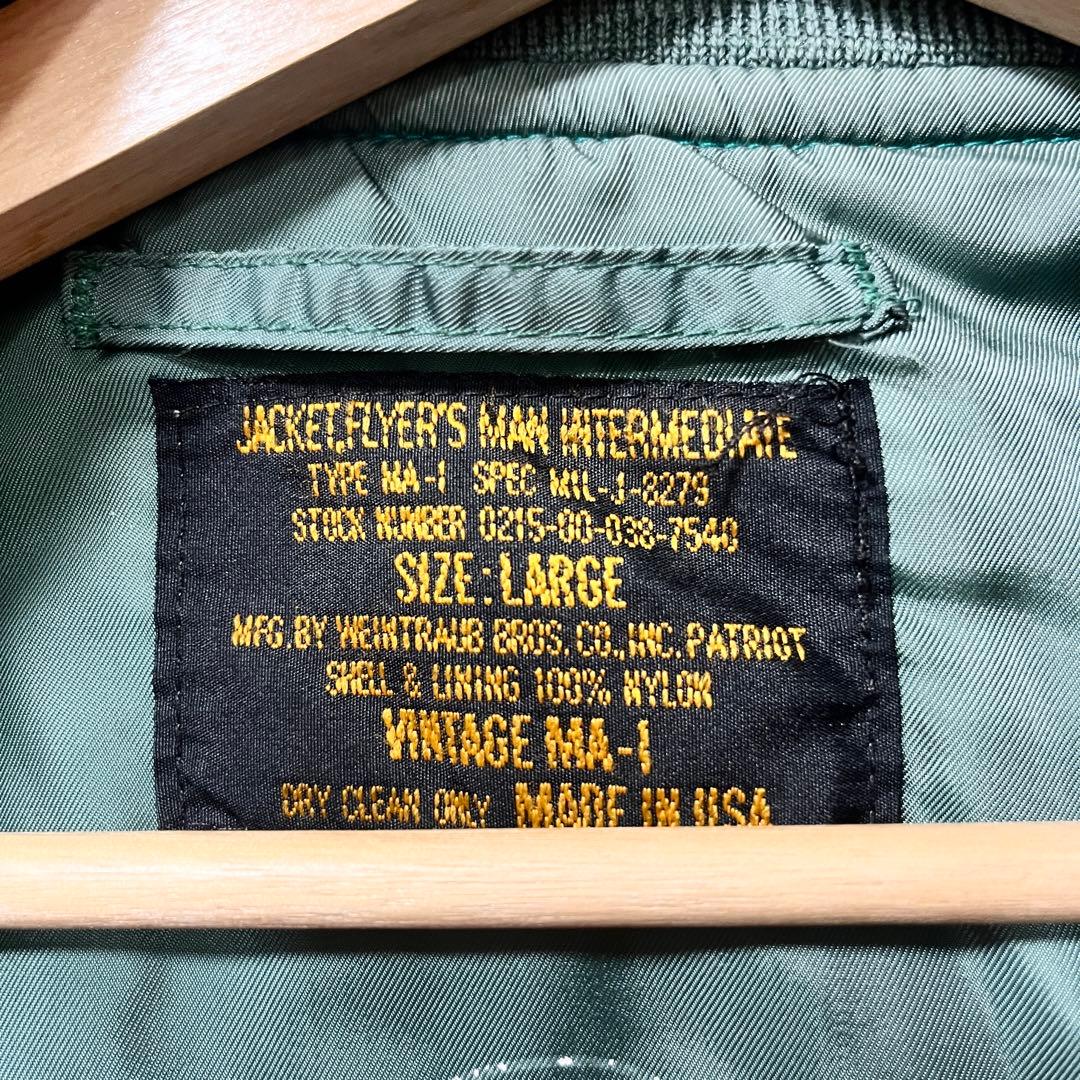 JACKET,FLYER'S MAN INTERMEDIATE
TYPE MA-1 SPEC MIL-J-8279
STOCK NUMBER 0215-00-038-7540
SIZE:LARGE
MFG.BY WEINTRAUB BROS.CO.,INC.PATRIOT
SHELL & LINING 100% NYLON
VINTAGE MA-1
DRY CLEAN ONLY MADE IN USA